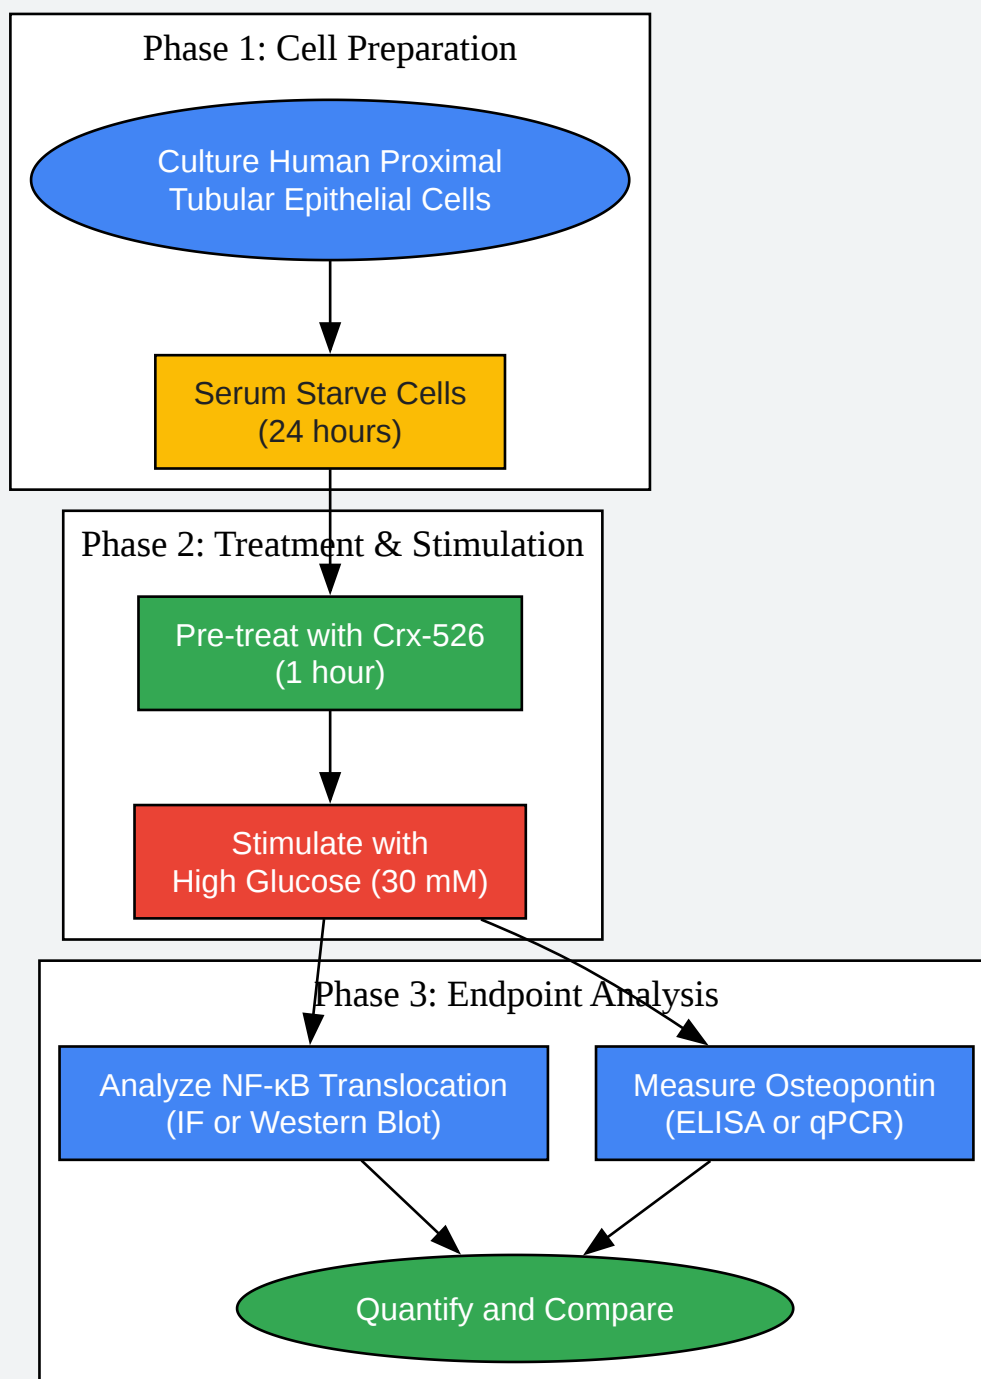 Phase 1: Cell Preparation
Culture Human Proximal
Tubular Epithelial Cells
Serum Starve Cells
(24 hours)
Phase 2: Treatment & Stimulation
Pre-treat with Crx-526
(1 hour)
Stimulate with
High Glucose (30 mM)
Phase 3: Endpoint Analysis
Analyze NF-κB Translocation
(IF or Western Blot)
Measure Osteopontin
(ELISA or qPCR)
Quantify and Compare